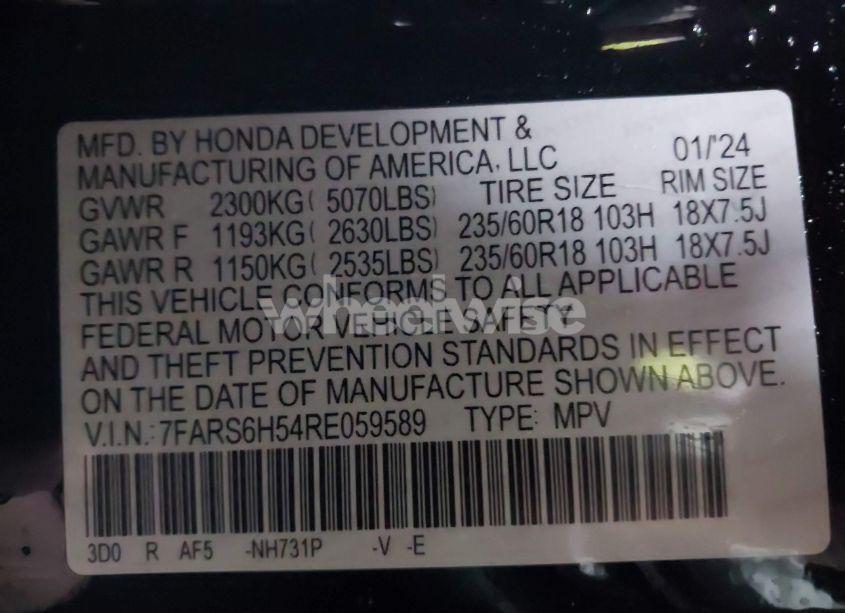 MFD. BY HONDA DEVELOPMENT &
MANUFACTURING OF AMERICA, LLC 01/'24
GVWR 2300KG( 5070LBS) TIRE SIZE RIM SIZE
GAWR F 1193KG( 2630LBS) 235/60R18 103H 18X7.5J
GAWR R 1150KG( 2535LBS) 235/60R18 103H 18X7.5J
THIS VEHICLE CONFORMS TO ALL APPLICABLE
FEDERAL MOTOR VEHICLE SAFETY
AND THEFT PREVENTION STANDARDS IN EFFECT
ON THE DATE OF MANUFACTURE SHOWN ABOVE.
V.I.N.:7FARS6H54RE059589 TYPE: MPV
3D0 R AF5 -NH731P -V -E
wheelwise